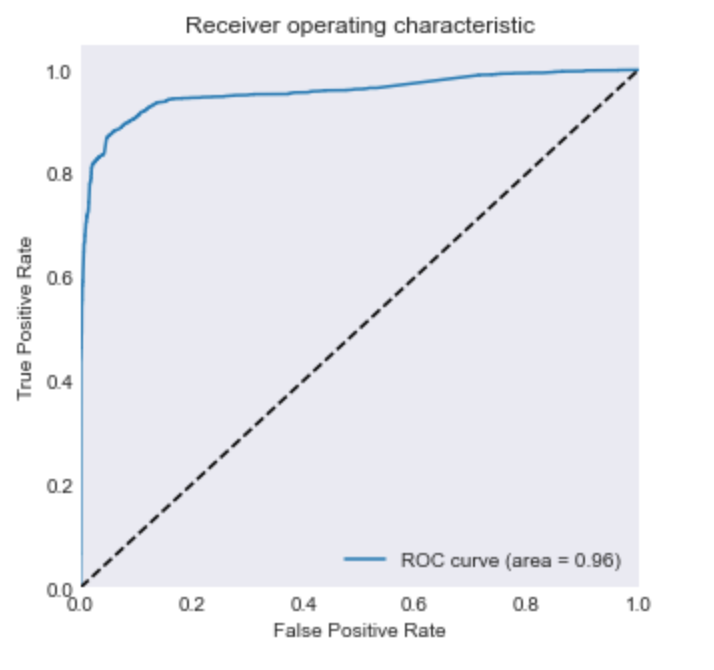 Receiver operating characteristic
1.0
0.8
0.6
0.4
0.2
0.0
True Positive Rate
ROC curve (area = 0.96)
0.0 0.2 0.4 0.6 0.8 1.0
False Positive Rate